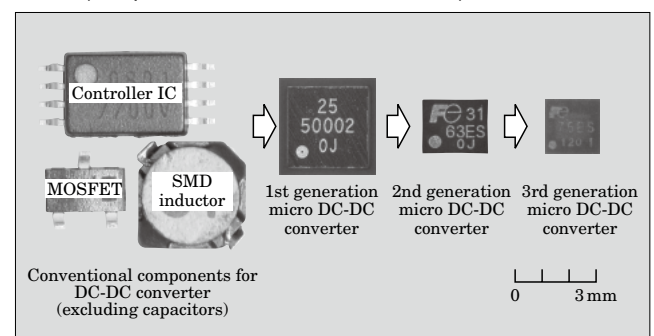 Controller IC
MOSFET
SMD
inductor
25
50002
0J
1st generation
micro DC-DC
converter
31
63ES
0J
2nd generation
micro DC-DC
converter
3rd generation
micro DC-DC
converter
Conventional components for
DC-DC converter
(excluding capacitors)
0 3 mm